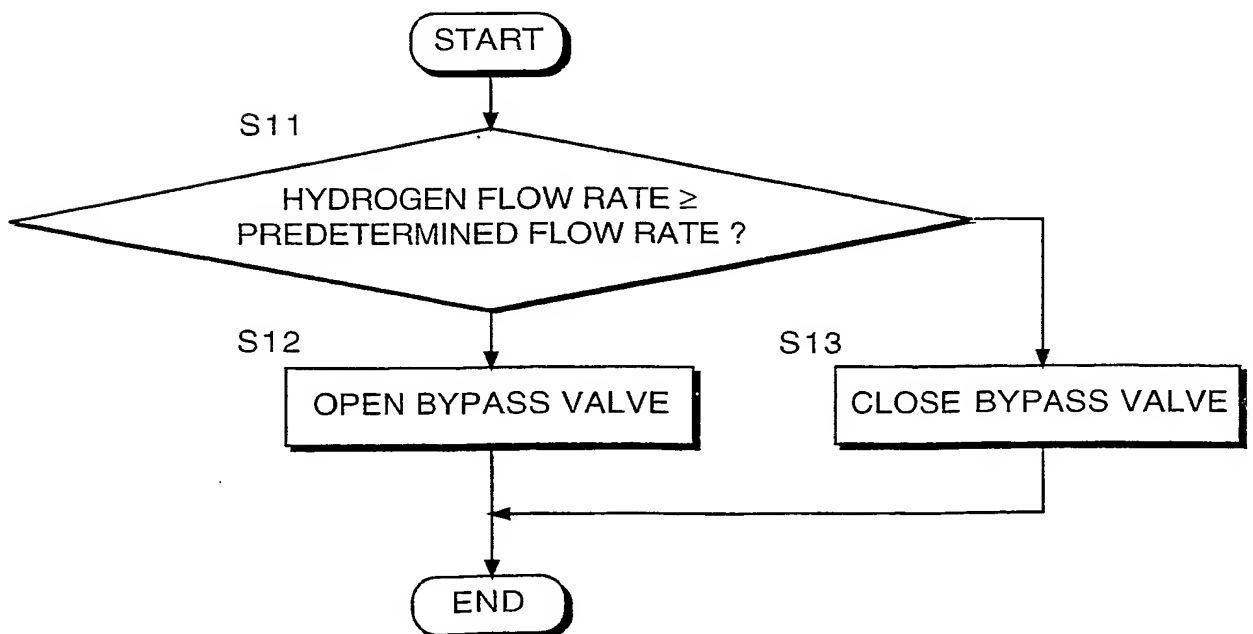 START
S11
HYDROGEN FLOW RATE ≥
PREDETERMINED FLOW RATE ?
S12
OPEN BYPASS VALVE
S13
CLOSE BYPASS VALVE
END